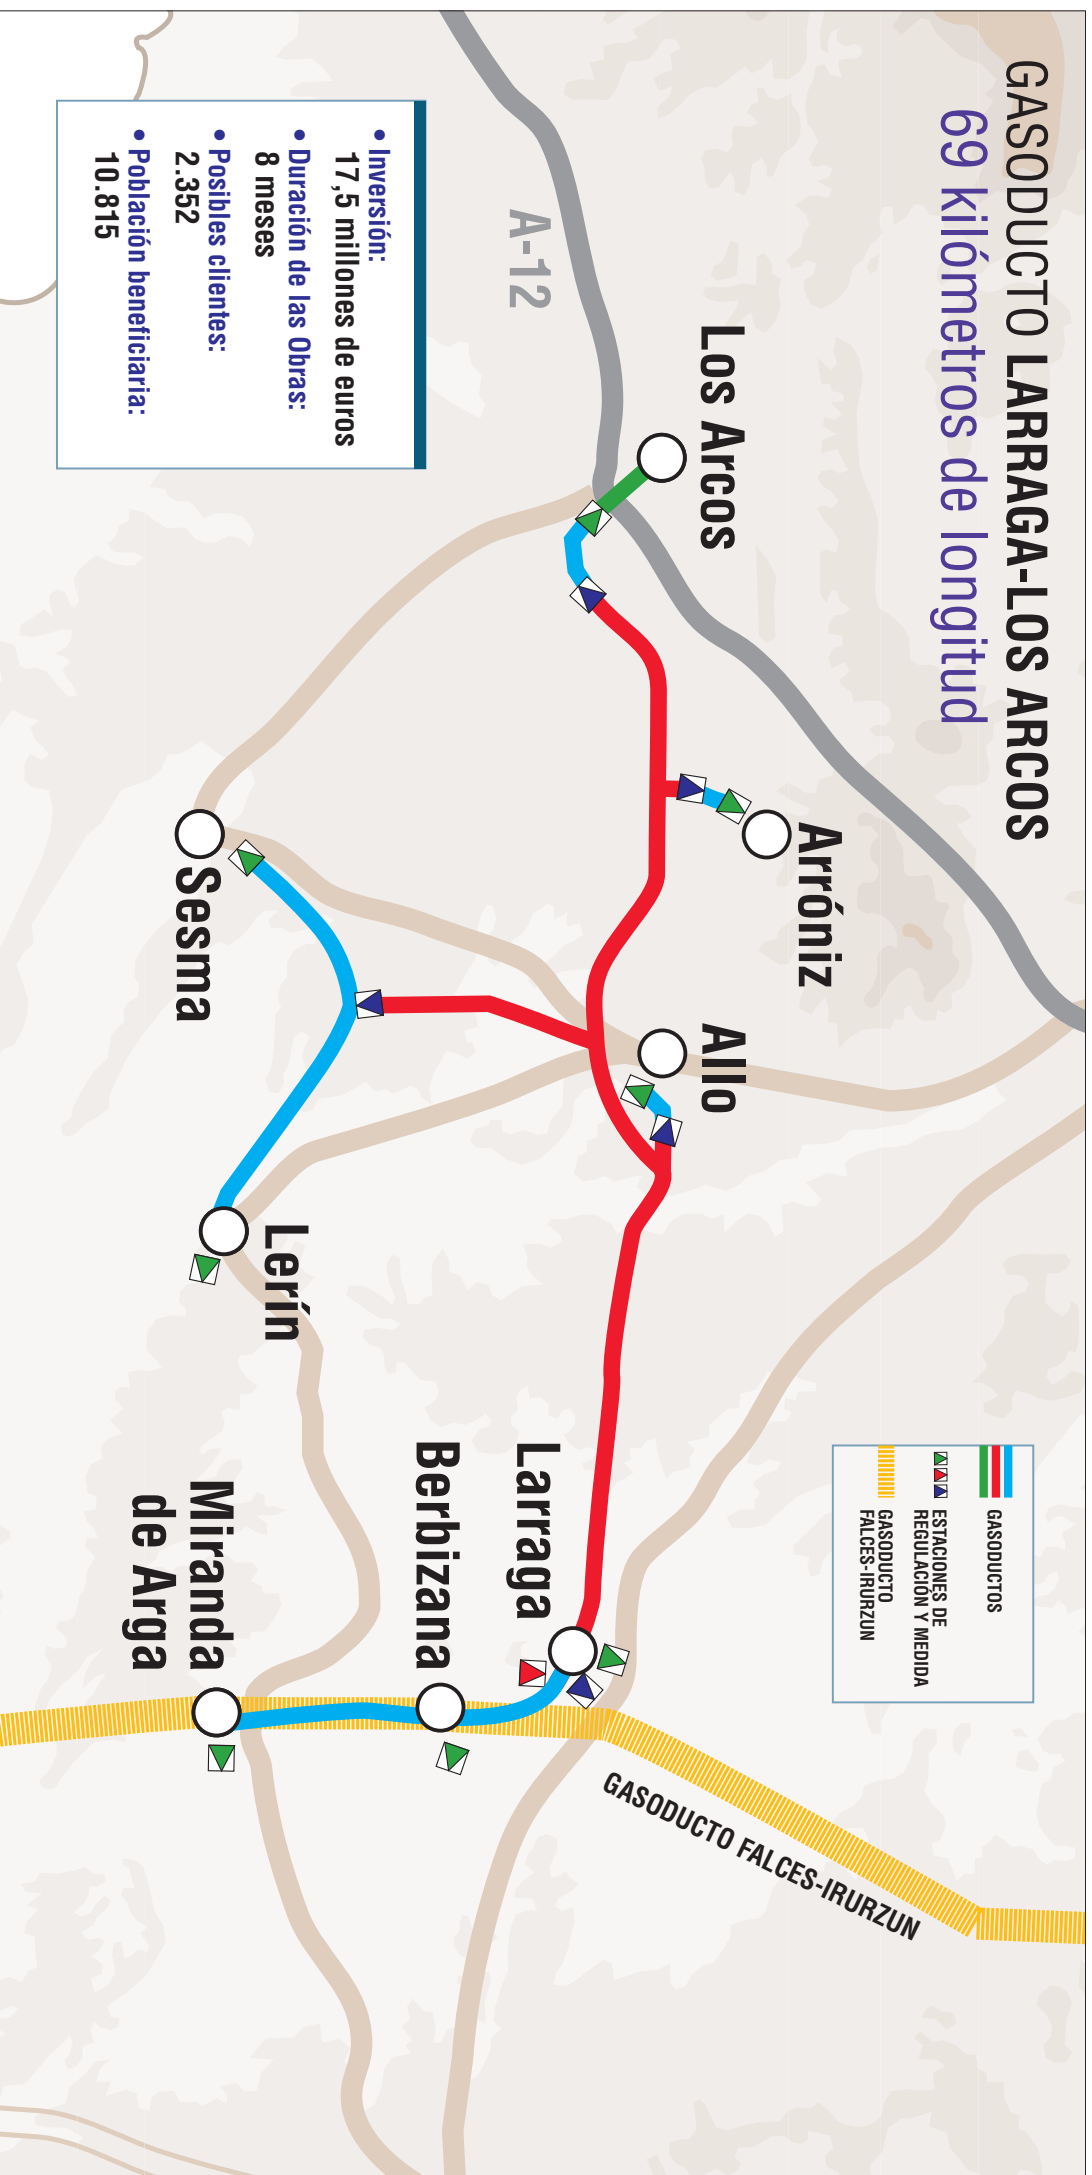 GASODUCTO LARRAGA-LOS ARCOS
69 kilómetros de longitud
A-12
Los Arcos
Arróniz
Allo
Sesma
Lerín
Larraga
Berbizana
Miranda
de Arga
GASODUCTOS
ESTACIONES DE
REGULACIÓN Y MEDIDA
GASODUCTO
FALCES-IRURZUN
GASODUCTO FALCES-IRURZUN
• Inversión:
17,5 millones de euros
• Duración de las Obras:
8 meses
• Posibles clientes:
2.352
• Población beneficiaria:
10.815